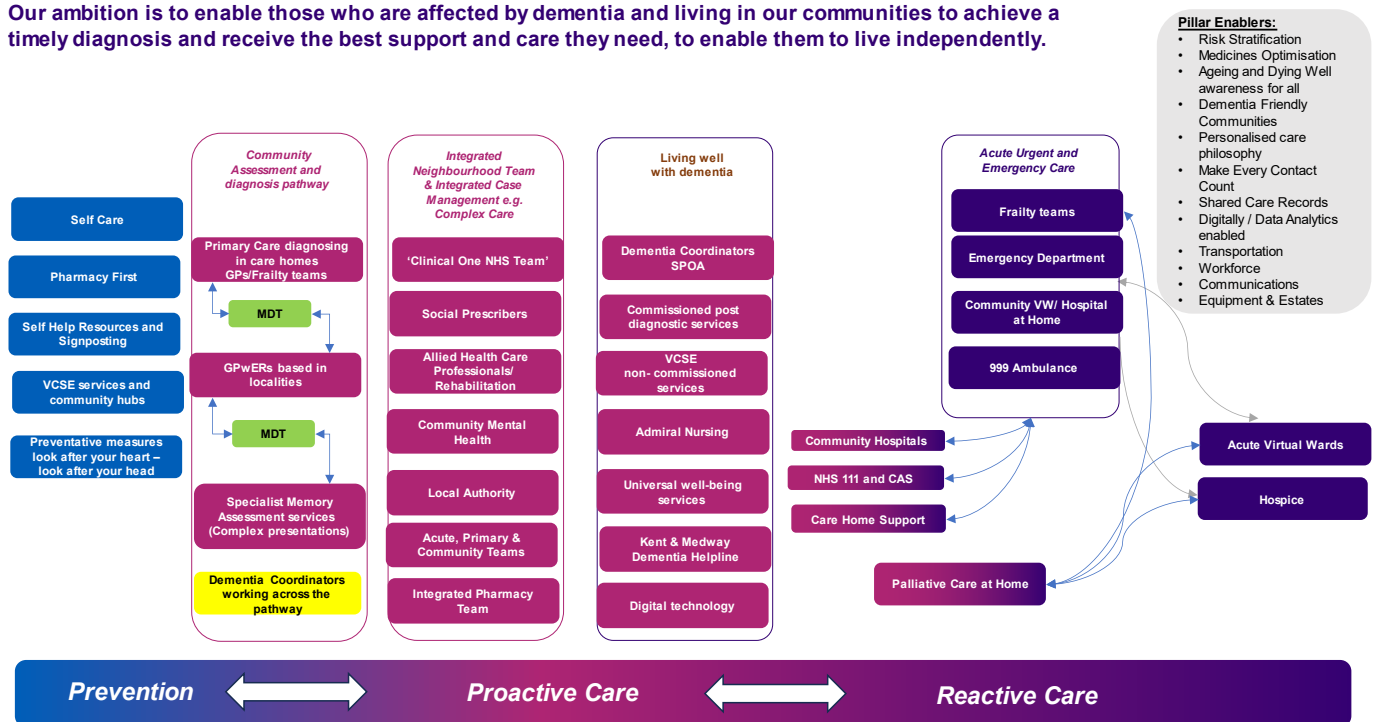 Our ambition is to enable those who are affected by dementia and living in our communities to achieve a
timely diagnosis and receive the best support and care they need, to enable them to live independently.
Pillar Enablers:
• Risk Stratification
• Medicines Optimisation
• Ageing and Dying Well
awareness for all
• Dementia Friendly
Communities
• Personalised care
philosophy
• Make Every Contact
Count
• Shared Care Records
• Digitally / Data Analytics
enabled
• Transportation
• Workforce
• Communications
• Equipment & Estates
Self Care
Pharmacy First
Self Help Resources and
Signposting
VCSE services and
community hubs
Preventative measures
look after your heart –
look after your head
Community
Assessment and
diagnosis pathway
Primary Care diagnosing
in care homes
GPs/Frailty teams
MDT
GPwERs based in
localities
MDT
Specialist Memory
Assessment services
(Complex presentations)
Dementia Coordinators
working across the
pathway
Integrated
Neighbourhood Team
& Integrated Case
Management e.g.
Complex Care
‘Clinical One NHS Team’
Social Prescribers
Allied Health Care
Professionals/
Rehabilitation
Community Mental
Health
Local Authority
Acute, Primary &
Community Teams
Integrated Pharmacy
Team
Living well
with dementia
Dementia Coordinators
SPOA
Commissioned post
diagnostic services
VCSE
non- commissioned
services
Admiral Nursing
Universal well-being
services
Kent & Medway
Dementia Helpline
Digital technology
Acute Urgent and
Emergency Care
Frailty teams
Emergency Department
Community VW/ Hospital
at Home
999 Ambulance
Community Hospitals
NHS 111 and CAS
Care Home Support
Palliative Care at Home
Acute Virtual Wards
Hospice
Prevention
Proactive Care
Reactive Care